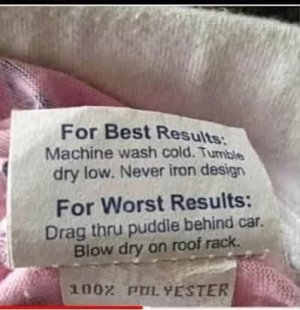 For Best Results:
Machine wash cold. Tumble
dry low. Never iron design
For Worst Results:
Drag thru puddle behind car.
Blow dry on roof rack.
100% POLYESTER